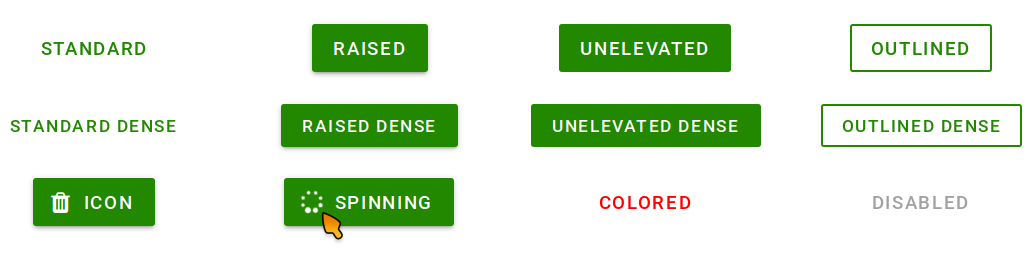 STANDARD
RAISED
UNELEVATED
OUTLINED
STANDARD DENSE
RAISED DENSE
UNELEVATED DENSE
OUTLINED DENSE
ICON
SPINNING
COLORED
DISABLED